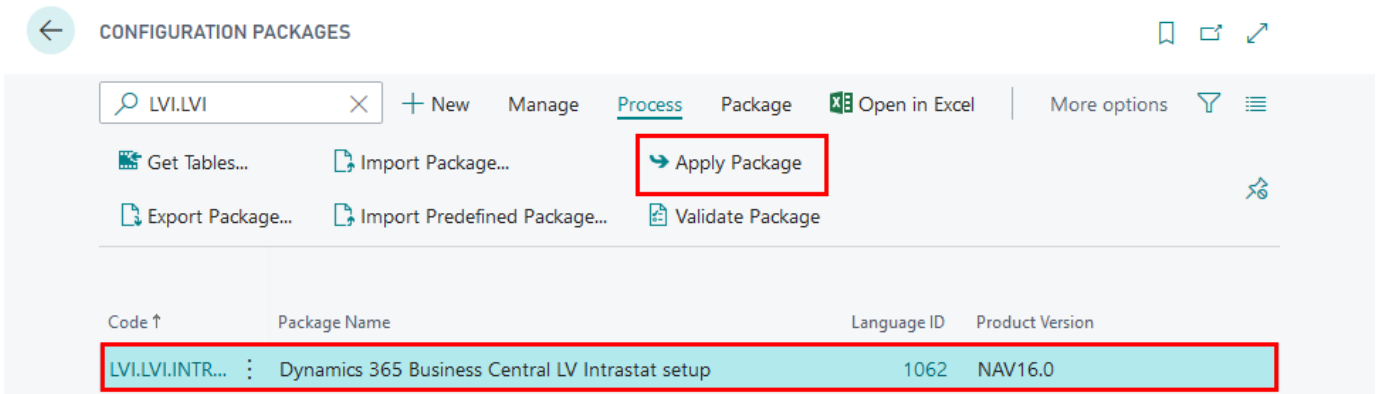 CONFIGURATION PACKAGES
LVI.LVI New Manage Process Package Open in Excel More options
Get Tables... Import Package... Apply Package
Export Package... Import Predefined Package... Validate Package
Code↑ Package Name Language ID Product Version
LVI.LVI.INTR... Dynamics 365 Business Central LV Intrastat setup 1062 NAV16.0